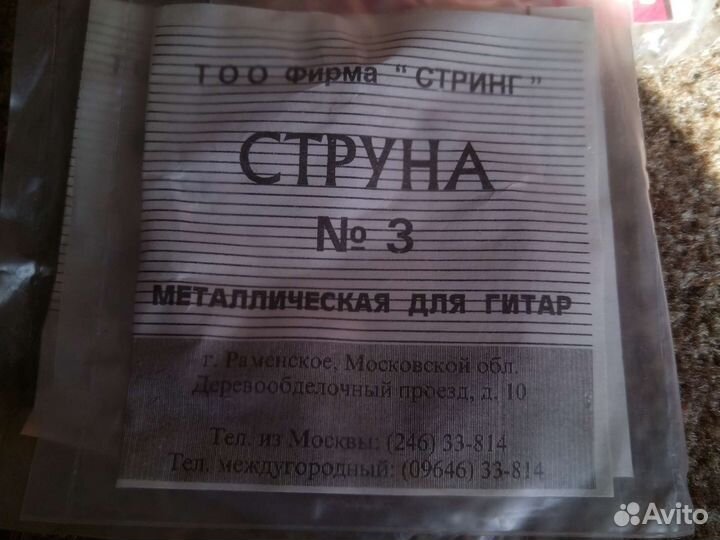 ТОО Фирма "СТРИНГ"
СТРУНА
№ 3
МЕТАЛЛИЧЕСКАЯ ДЛЯ ГИТАР
г. Раменское, Московской обл.
Деревообделочный проезд, д. 10
Тел. из Москвы: (246) 33-814
Тел. междугородный: (09646) 33-814
Avito